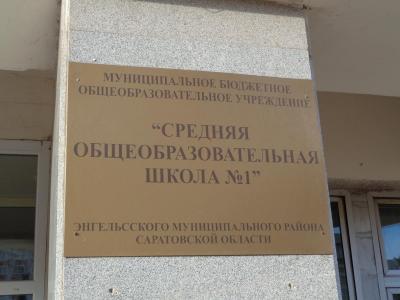 МУНИЦИПАЛЬНОЕ БЮДЖЕТНОЕ
ОБЩЕОБРАЗОВАТЕЛЬНОЕ УЧРЕЖДЕНИЕ
“СРЕДНЯЯ
ОБЩЕОБРАЗОВАТЕЛЬНАЯ
ШКОЛА №1”
ЭНГЕЛЬССКОГО МУНИЦИПАЛЬНОГО РАЙОНА
САРАТОВСКОЙ ОБЛАСТИ